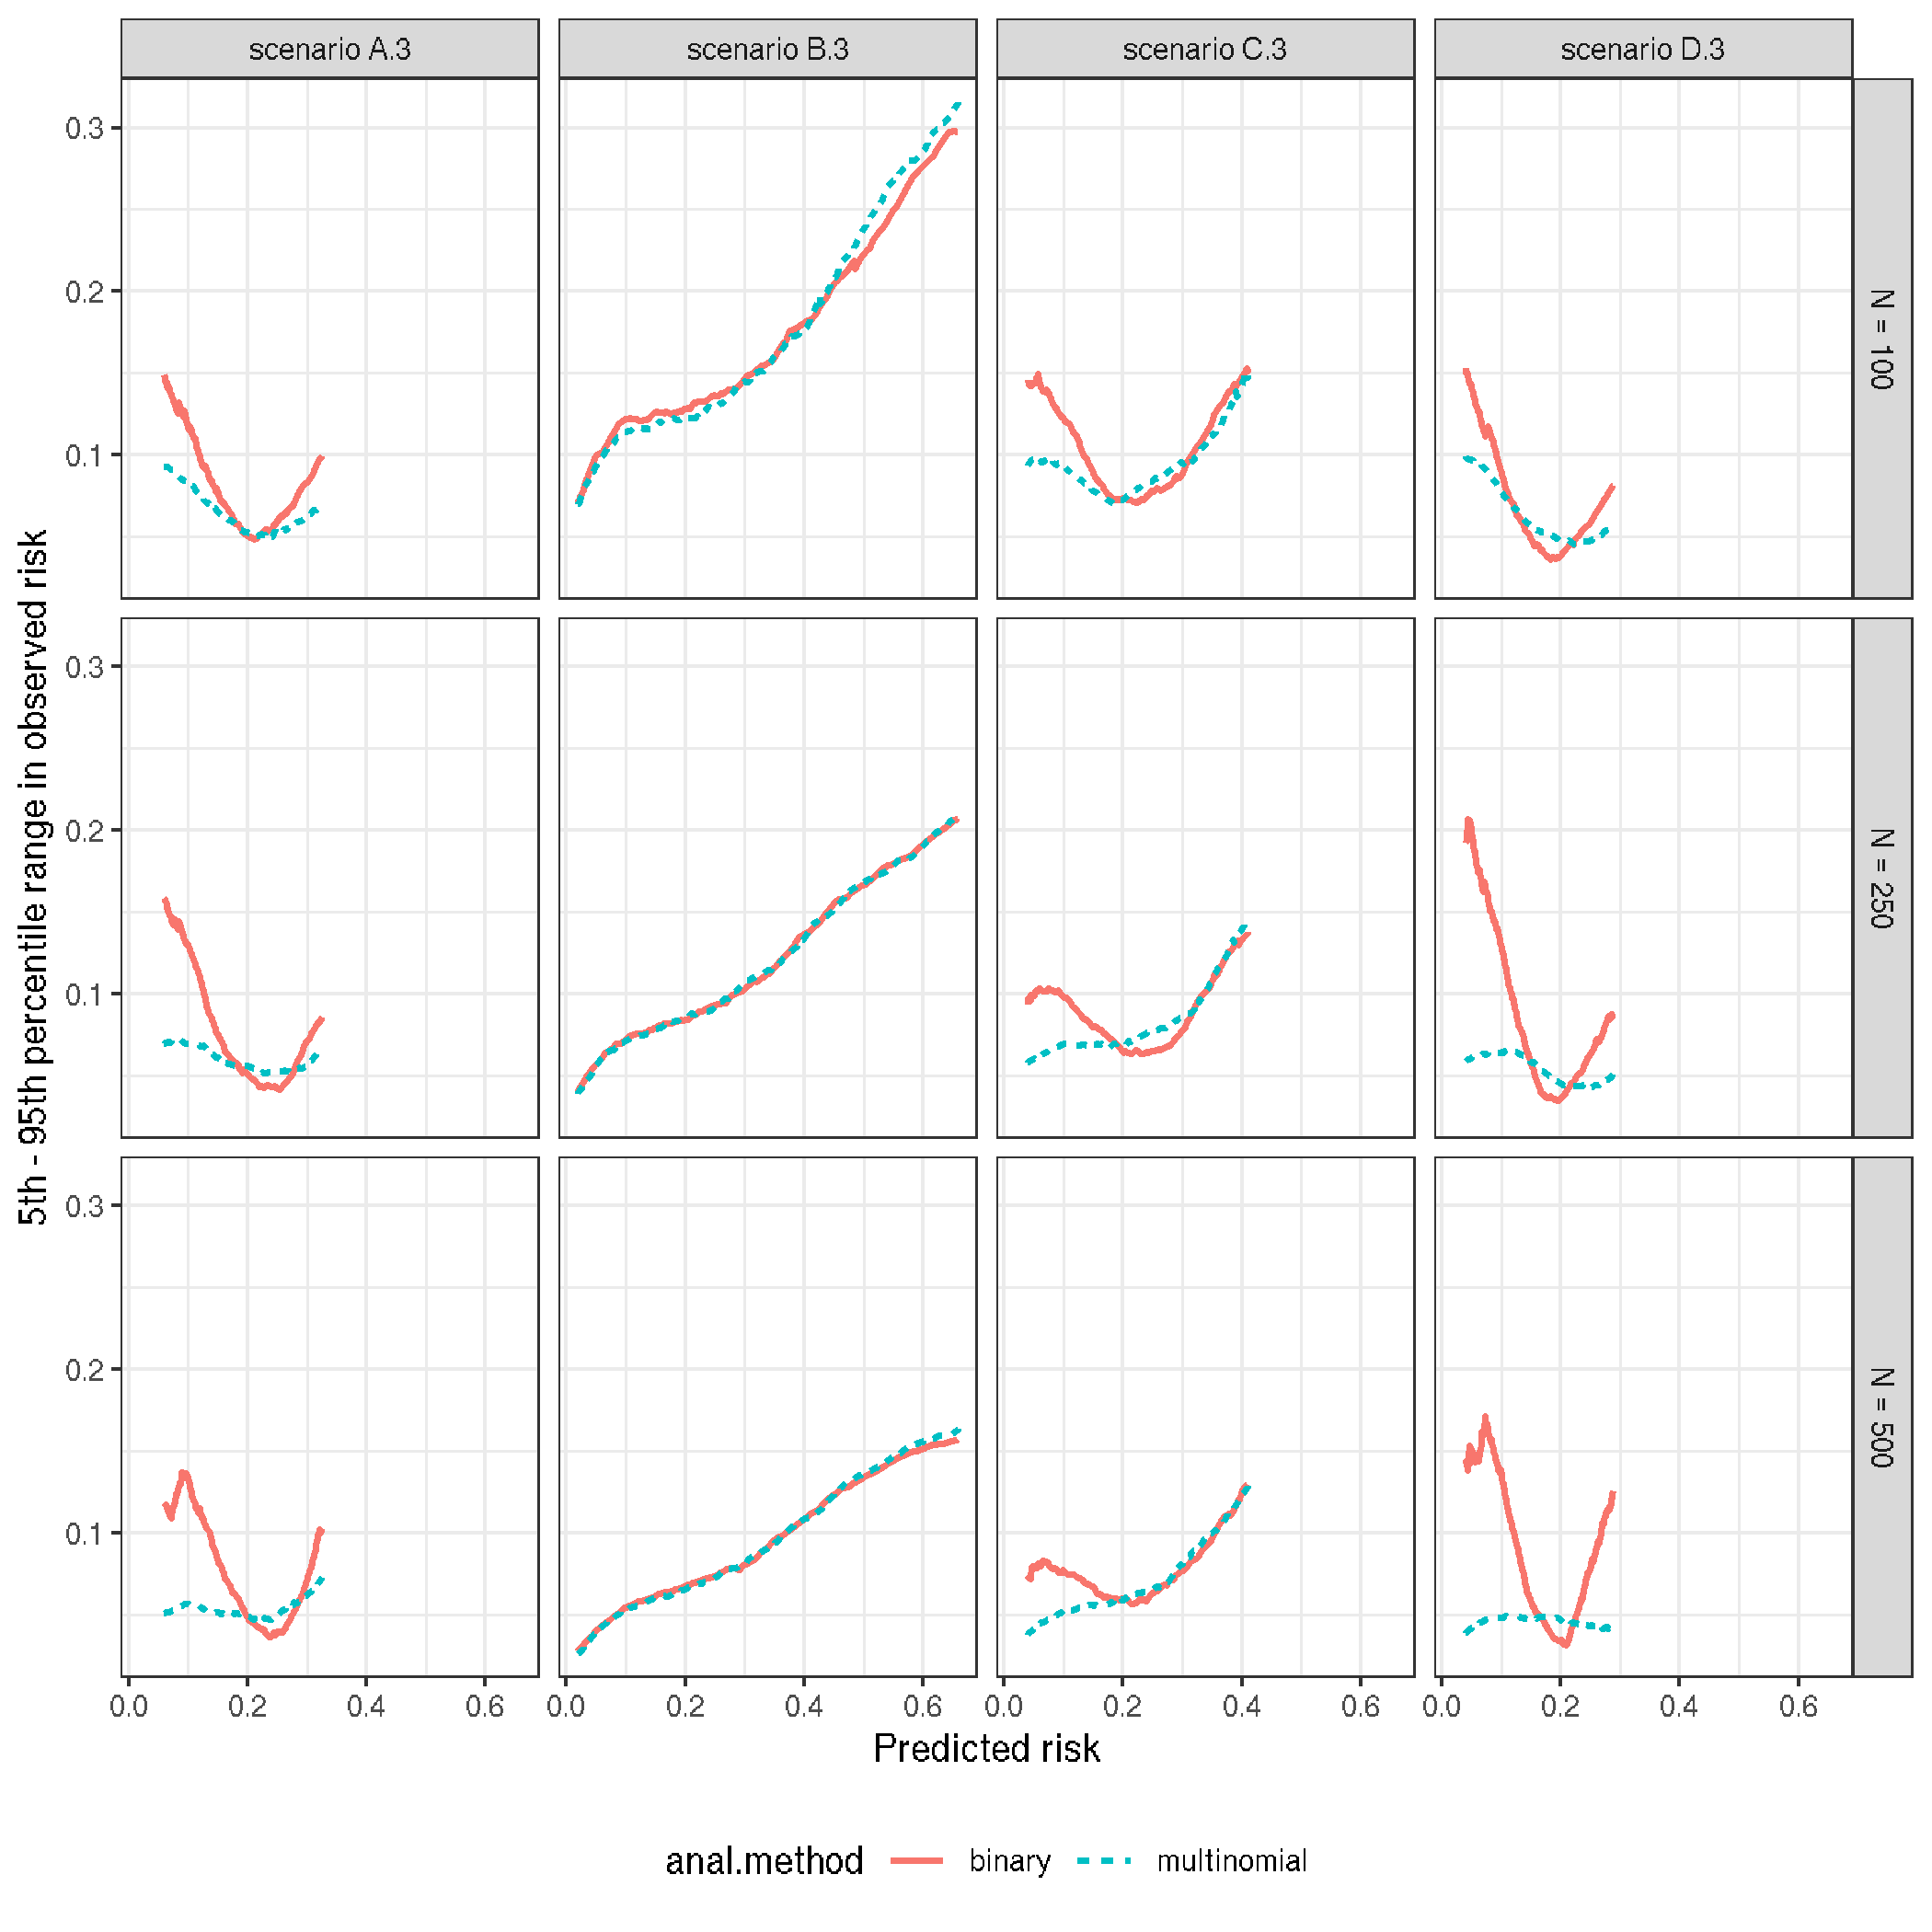 scenario A.3
scenario B.3
scenario C.3
scenario D.3
5th - 95th percentile range in observed risk
0.3
0.2
0.1
N = 100
0.3
0.2
0.1
N = 250
0.3
0.2
0.1
N = 500
0.0 0.2 0.4 0.6
0.0 0.2 0.4 0.6
0.0 0.2 0.4 0.6
0.0 0.2 0.4 0.6
Predicted risk
anal.method binary multinomial